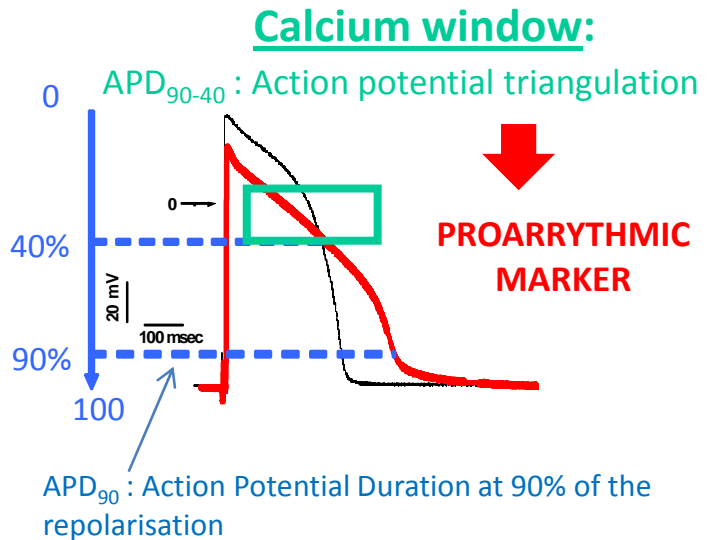 Calcium window:
APD90-40 : Action potential triangulation
0
0
40%
PROARRYTHMIC
MARKER
20 mV
100 msec
90%
100
APD90 : Action Potential Duration at 90% of the
repolarisation